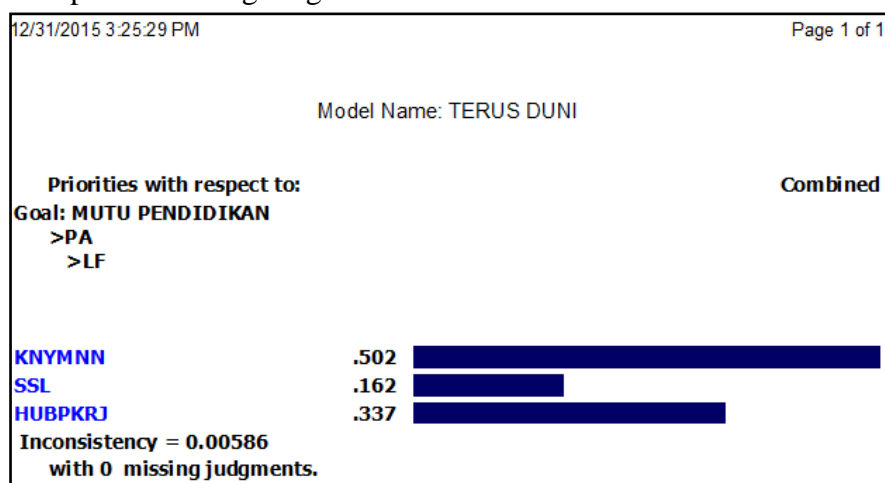 12/31/2015 3:25:29 PM Page 1 of 1
Model Name: TERUS DUNI
Priorities with respect to: Combined
Goal: MUTU PENDIDIKAN
>PA
>LF
KNYMNN .502
SSL .162
HUBPKRJ .337
Inconsistency = 0.00586
with 0 missing judgments.